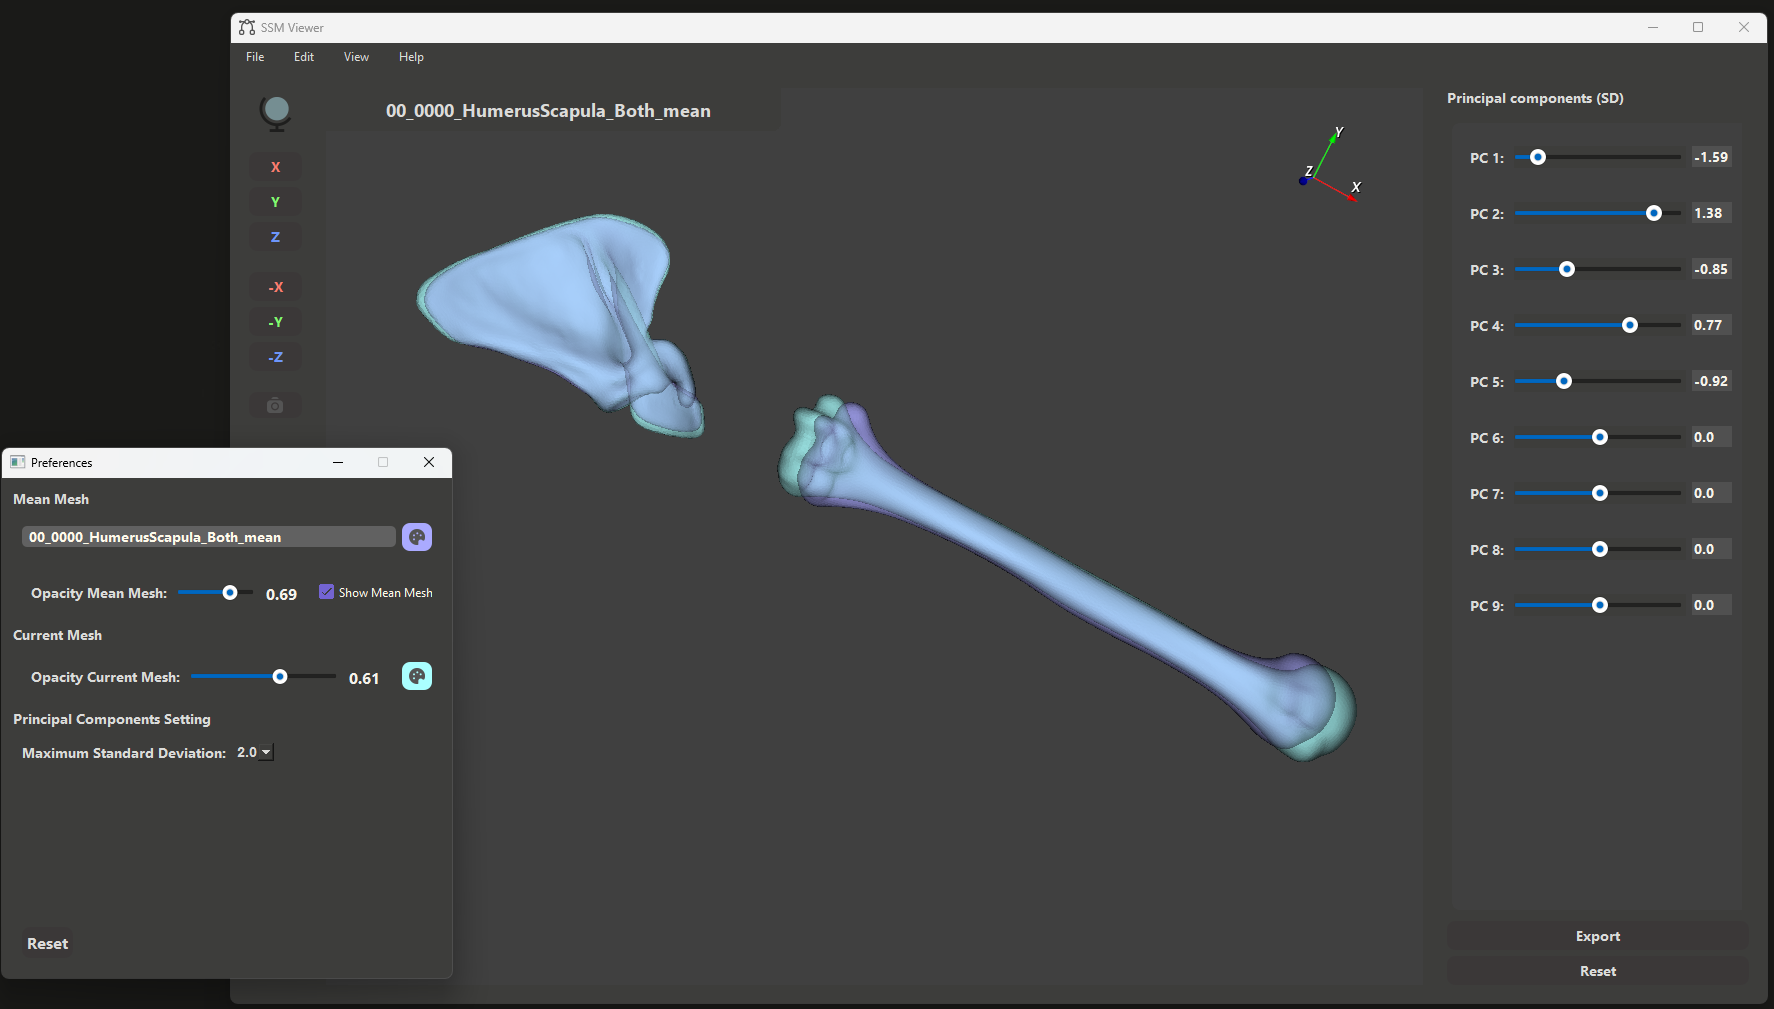 SSM Viewer
File Edit View Help
00_0000_HumerusScapula_Both_mean
X
Y
Z
-X
-Y
-Z
Y
Z
X
Principal components (SD)
PC 1: -1.59
PC 2: 1.38
PC 3: -0.85
PC 4: 0.77
PC 5: -0.92
PC 6: 0.0
PC 7: 0.0
PC 8: 0.0
PC 9: 0.0
Export
Reset
Preferences
Mean Mesh
00_0000_HumerusScapula_Both_mean
Opacity Mean Mesh: 0.69 Show Mean Mesh
Current Mesh
Opacity Current Mesh: 0.61
Principal Components Setting
Maximum Standard Deviation: 2.0
Reset